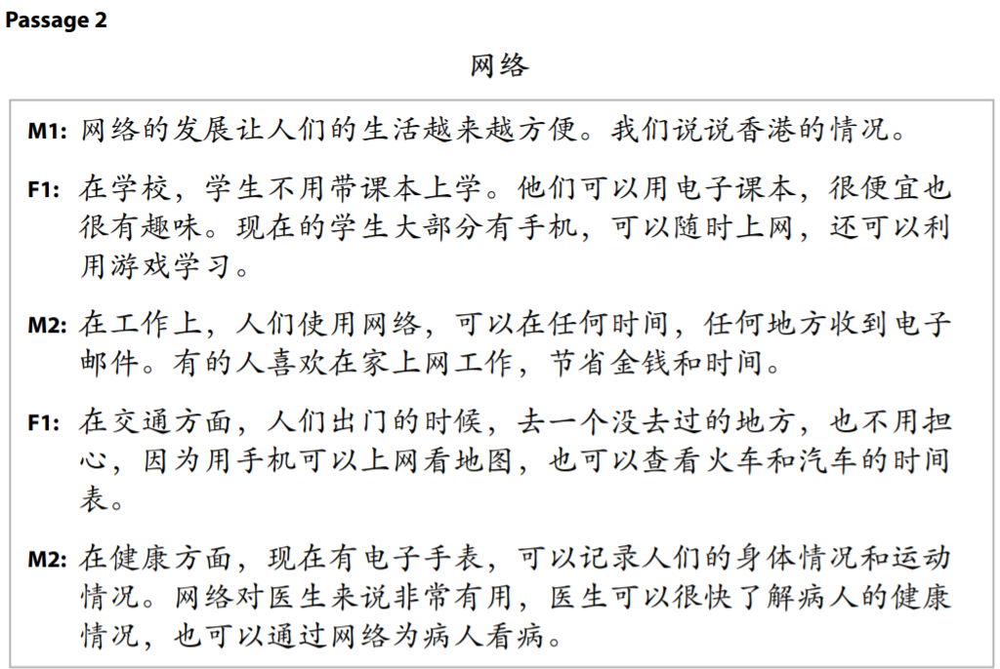 Passage 2
网络
M1: 网络的发展让人们的生活越来越方便。我们说说香港的情况。
F1: 在学校，学生不用带课本上学。他们可以用电子课本，很便宜也
很有趣味。现在的学生大部分有手机，可以随时上网，还可以利
用游戏学习。
M2: 在工作上，人们使用网络，可以在任何时间，任何地方收到电子
邮件。有的人喜欢在家上网工作，节省金钱和时间。
F1: 在交通方面，人们出门的时候，去一个没去过的地方，也不用担
心，因为用手机可以上网看地图，也可以查看火车和汽车的时间
表。
M2: 在健康方面，现在有电子手表，可以记录人们的身体情况和运动
情况。网络对医生来说非常有用，医生可以很快了解病人的健康
情况，也可以通过网络为病人看病。